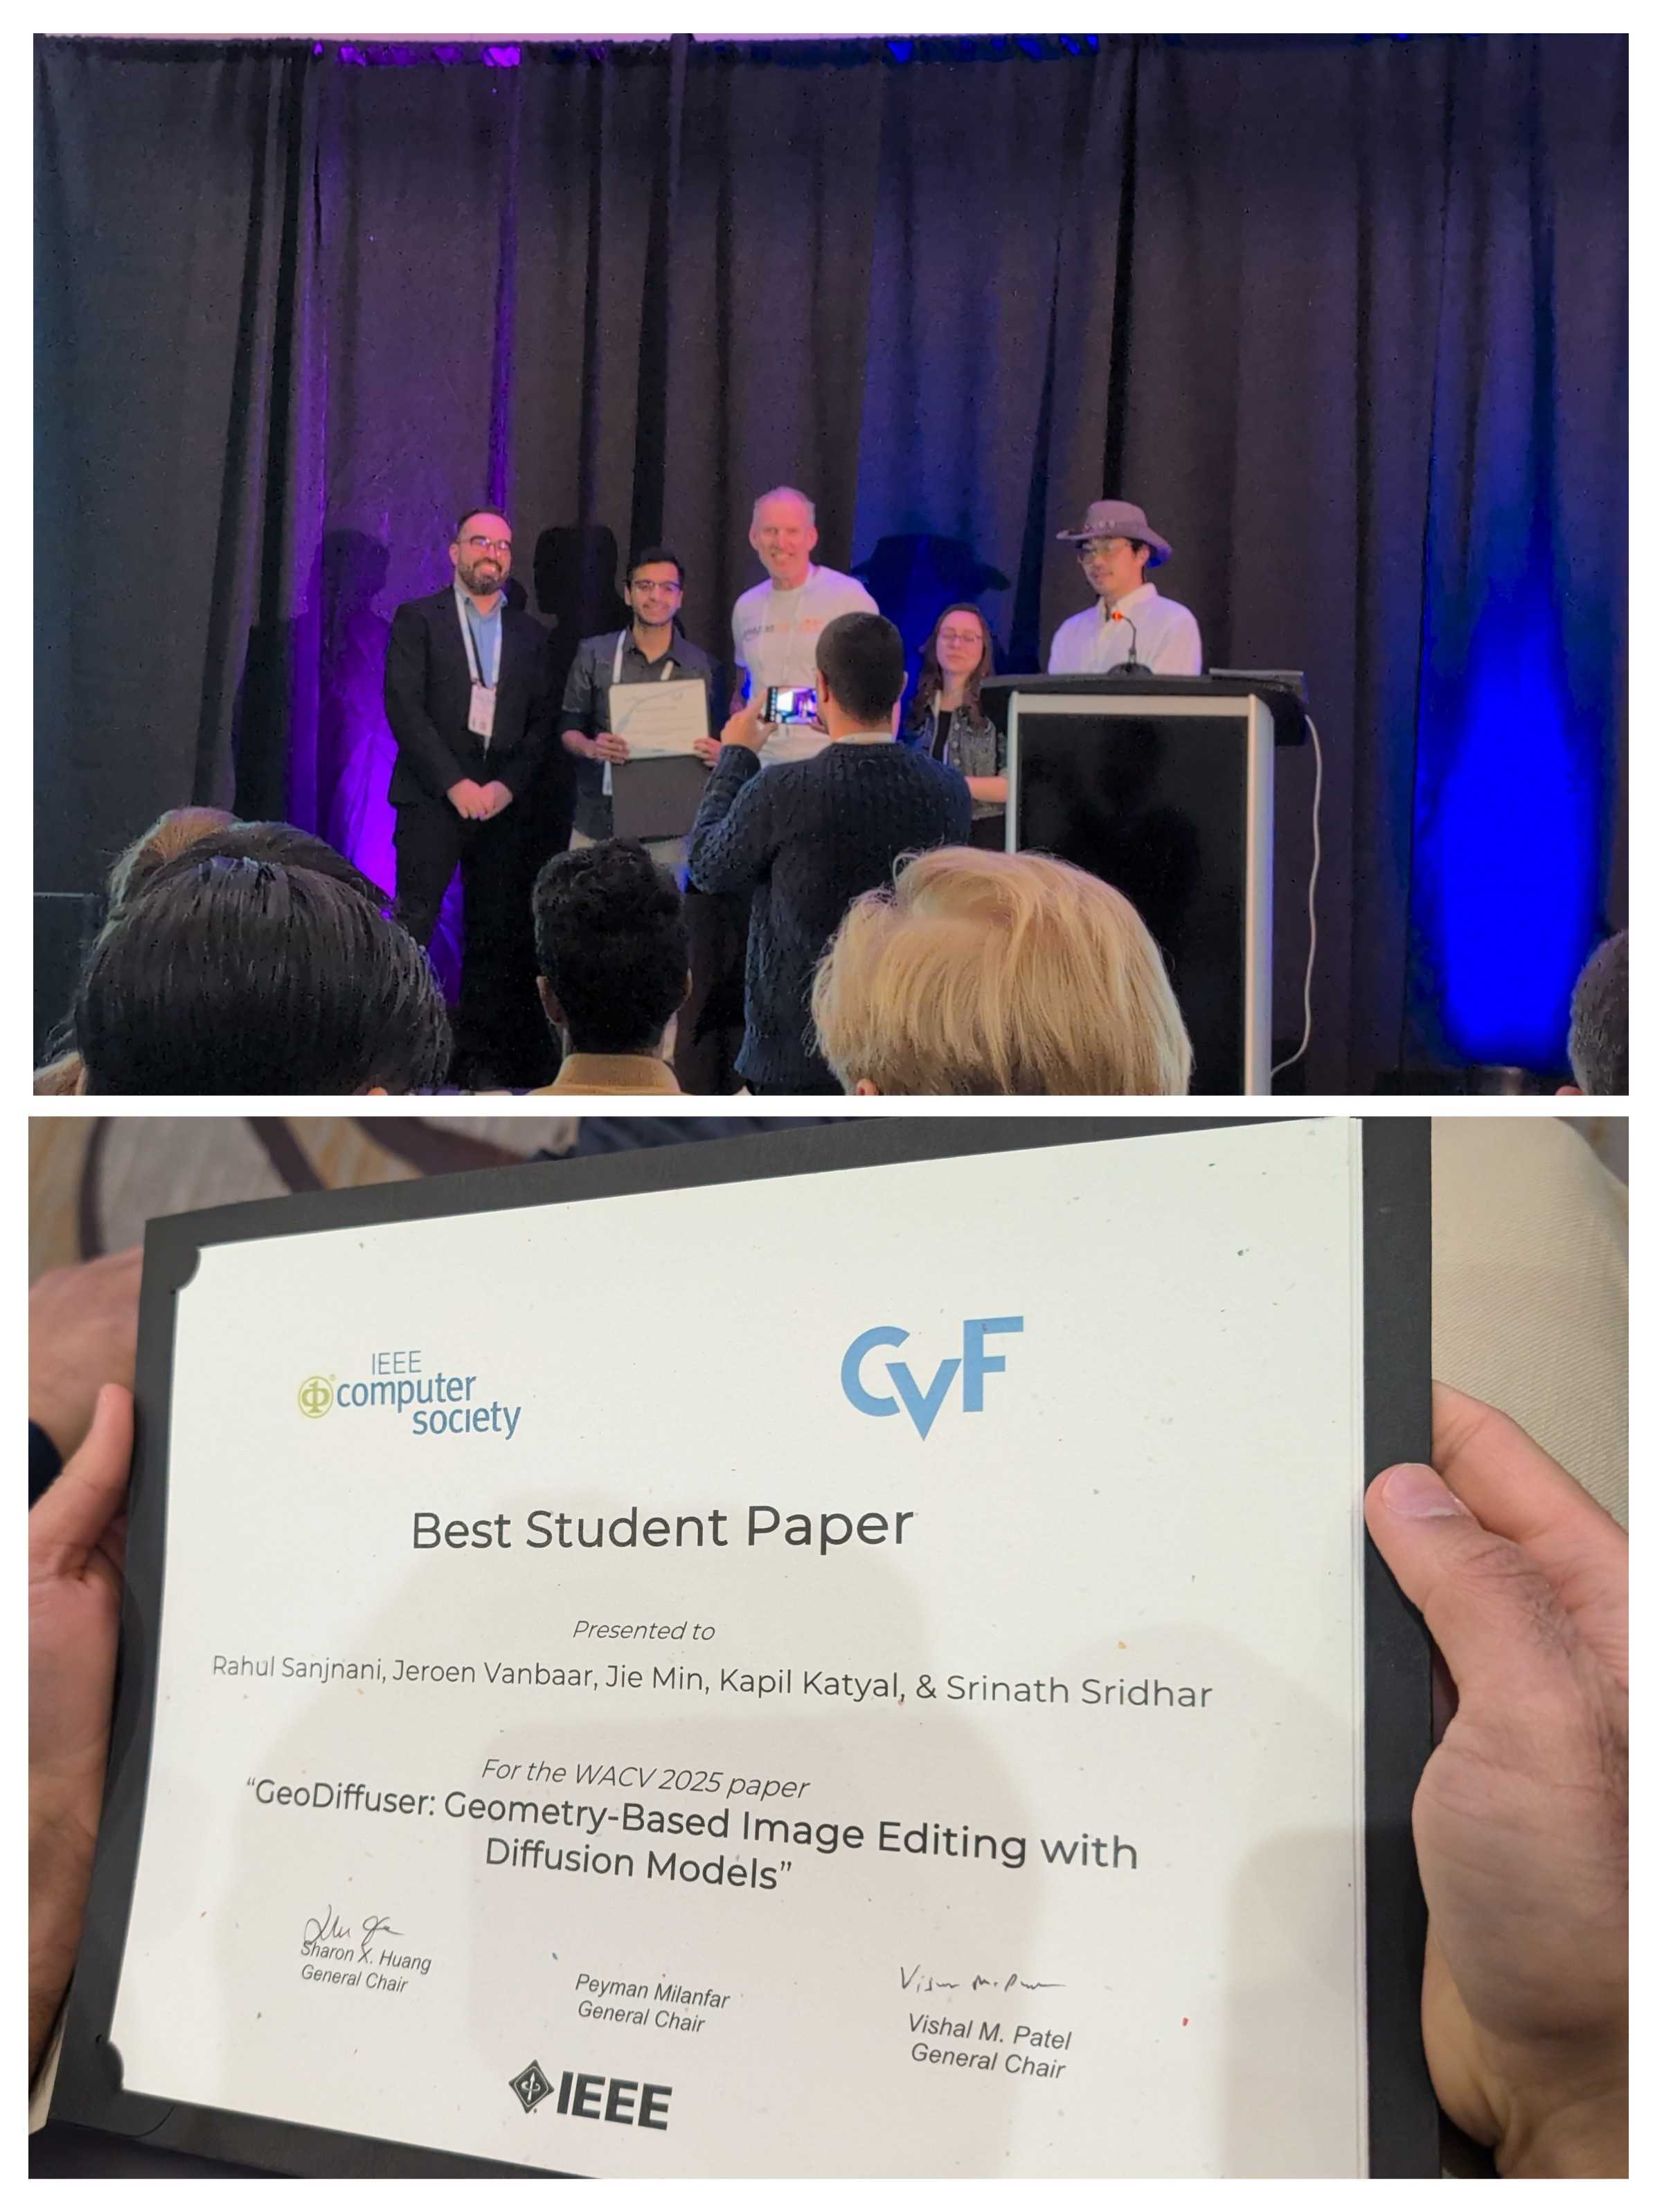 IEEE
computer
society
CVF
Best Student Paper
Presented to
Rahul Sanjnani, Jeroen Vanbaar, Jie Min, Kapil Katyal, & Srinath Sridhar
For the WACV 2025 paper
“GeoDiffuser: Geometry-Based Image Editing with
Diffusion Models”
Sharon X. Huang
General Chair
Peyman Milanfar
General Chair
Vishal M. Patel
General Chair
IEEE